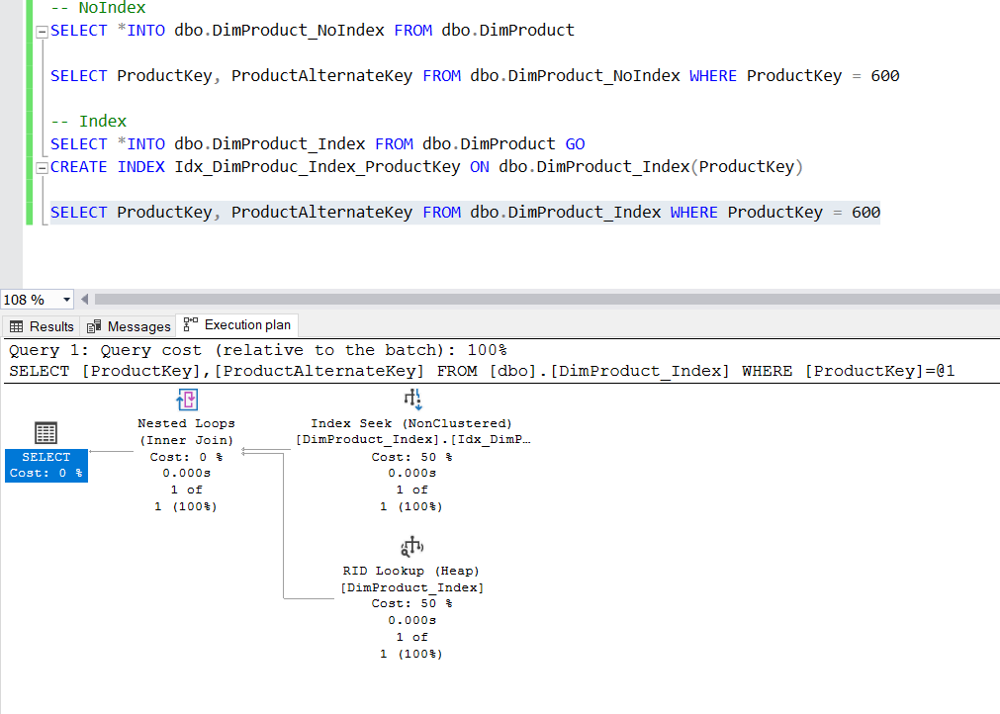 -- NoIndex
SELECT *INTO dbo.DimProduct_NoIndex FROM dbo.DimProduct
SELECT ProductKey, ProductAlternateKey FROM dbo.DimProduct_NoIndex WHERE ProductKey = 600
-- Index
SELECT *INTO dbo.DimProduct_Index FROM dbo.DimProduct GO
CREATE INDEX Idx_DimProduc_Index_ProductKey ON dbo.DimProduct_Index(ProductKey)
SELECT ProductKey, ProductAlternateKey FROM dbo.DimProduct_Index WHERE ProductKey = 600
108 %
Results Messages Execution plan
Query 1: Query cost (relative to the batch): 100%
SELECT [ProductKey],[ProductAlternateKey] FROM [dbo].[DimProduct_Index] WHERE [ProductKey]=@1
SELECT
Cost: 0 %
Nested Loops
(Inner Join)
Cost: 0 %
0.000s
1 of
1 (100%)
Index Seek (NonClustered)
[DimProduct_Index].[Idx_DimP…
Cost: 50 %
0.000s
1 of
1 (100%)
RID Lookup (Heap)
[DimProduct_Index]
Cost: 50 %
0.000s
1 of
1 (100%)